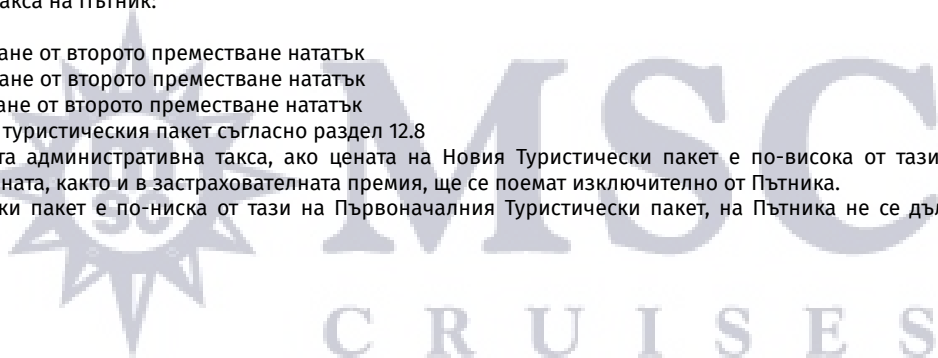 акса на Пътник:
ане от второто преместване нататък
ане от второто преместване нататък
ане от второто преместване нататък
туристическия пакет съгласно раздел 12.8
та административна такса, ако цената на Новия Туристически пакет е по-висока от тази
ната, както и в застрахователната премия, ще се поемат изключително от Пътника.
ки пакет е по-ниска от тази на Първоначалния Туристически пакет, на Пътника не се дъл
MSC
CRUISES